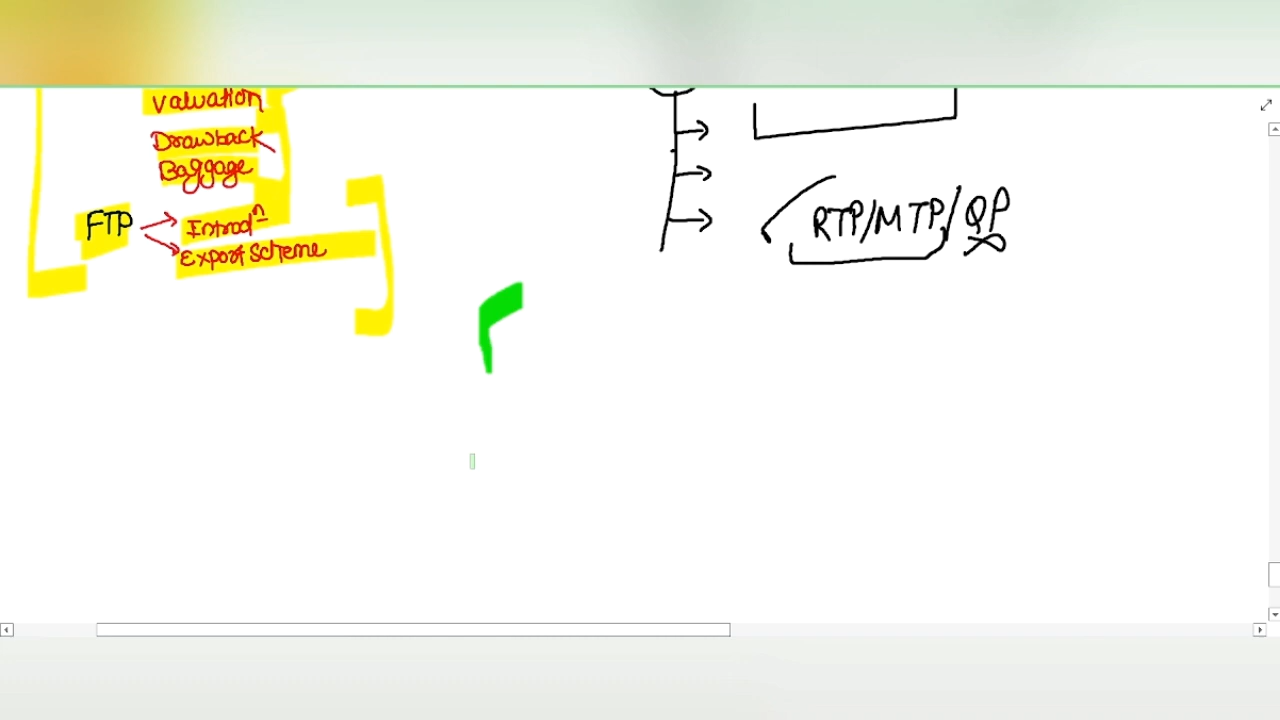 Valuation
Drawback
Baggage
FTP
Introdn
Export Scheme
RTP/MTP/QP